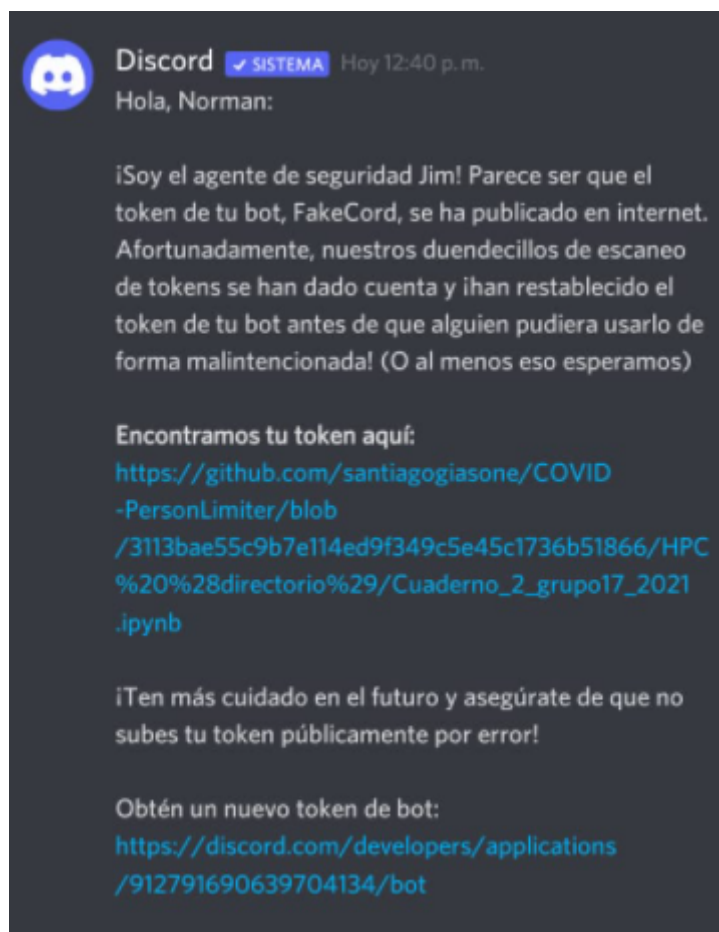 Discord ✓ SISTEMA Hoy 12:40 p. m.
Hola, Norman:
¡Soy el agente de seguridad Jim! Parece ser que el
token de tu bot, FakeCord, se ha publicado en internet.
Afortunadamente, nuestros duendecillos de escaneo
de tokens se han dado cuenta y ¡han restablecido el
token de tu bot antes de que alguien pudiera usarlo de
forma malintencionada! (O al menos eso esperamos)
Encontramos tu token aquí:
https://github.com/santiagogiasone/COVID
-PersonLimiter/blob
/3113bae55c9b7e114ed9f349c5e45c1736b51866/HPC
%20%28directorio%29/Cuaderno_2_grupo17_2021
.ipynb
¡Ten más cuidado en el futuro y asegúrate de que no
subes tu token públicamente por error!
Obtén un nuevo token de bot:
https://discord.com/developers/applications
/912791690639704134/bot